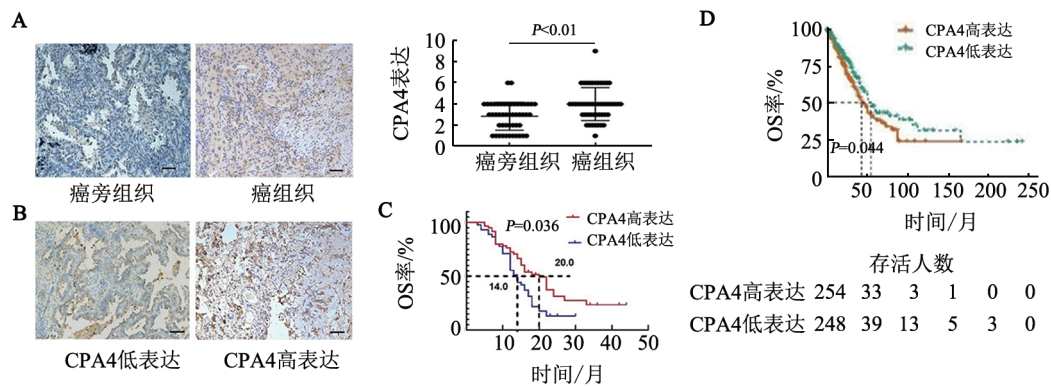 A
癌旁组织
癌组织
CPA4表达
10
8
6
4
2
0
P<0.01
癌旁组织
癌组织
B
CPA4低表达
CPA4高表达
C
OS率/%
100
50
0
P=0.036
CPA4高表达
CPA4低表达
20.0
14.0
10
20
30
40
50
时间/月
D
OS率/%
100
75
50
25
0
CPA4高表达
CPA4低表达
P=0.044
50
100
150
200
250
时间/月
存活人数
CPA4高表达 254 33 3 1 0 0
CPA4低表达 248 39 13 5 3 0